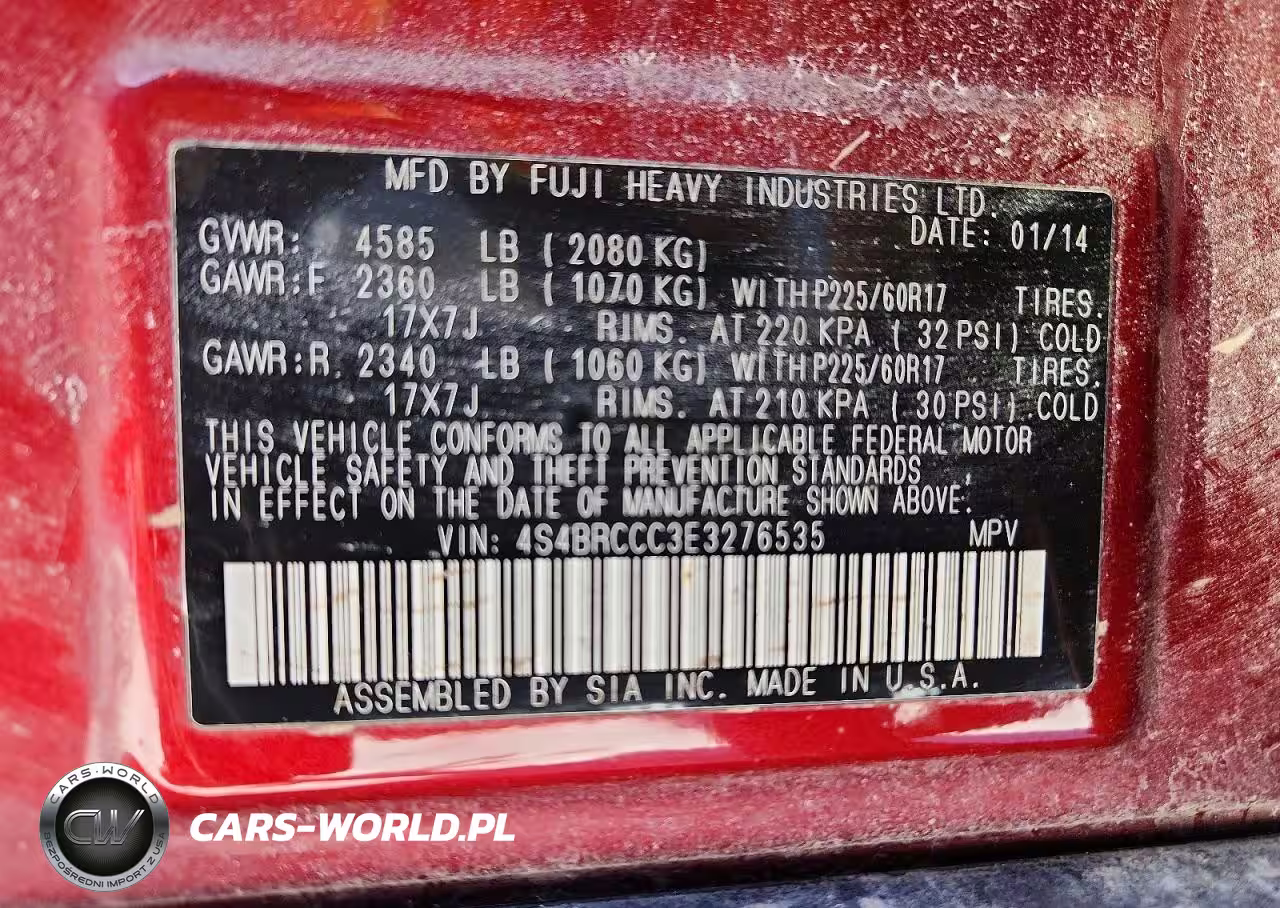 MFD. BY FUJI HEAVY INDUSTRIES LTD.
DATE: 01/14
GVWR: 4585 LB ( 2080 KG)
GAWR:F 2360 LB ( 1070 KG) WITH P225/60R17 TIRES.
17X7J RIMS. AT 220 KPA ( 32 PSI) COLD
GAWR:R. 2340 LB ( 1060 KG) WITH P225/60R17 TIRES.
17X7J RIMS. AT 210 KPA ( 30 PSI) COLD
THIS VEHICLE CONFORMS TO ALL APPLICABLE FEDERAL MOTOR
VEHICLE SAFETY AND THEFT PREVENTION STANDARDS ,
IN EFFECT ON THE DATE OF MANUFACTURE SHOWN ABOVE:
VIN: 4S4BRCCC3E3276535 MPV
ASSEMBLED BY SIA INC. MADE IN U.S.A.
CARS-WORLD
CW
BEZPOŚREDNI IMPORT Z USA
CARS-WORLD.PL